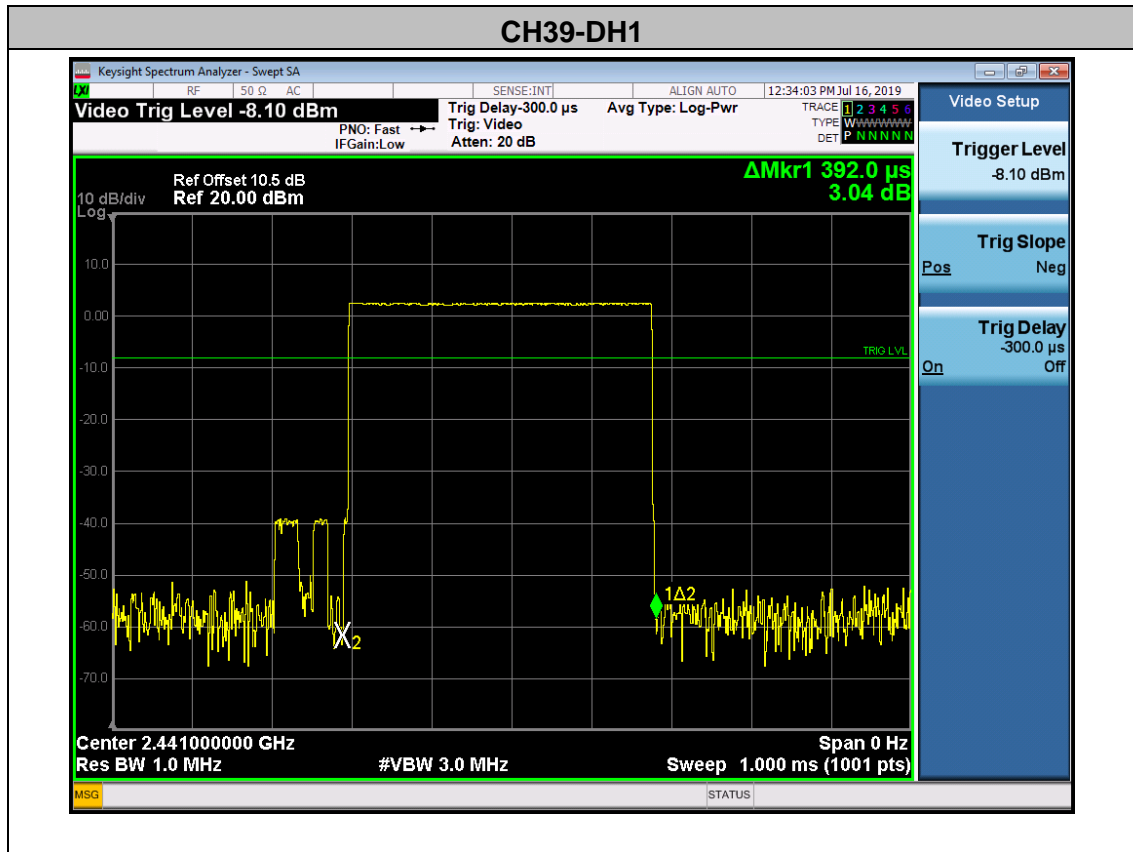 CH39-DH1
Keysight Spectrum Analyzer - Swept SA
LXI RF 50 Ω AC SENSE:INT ALIGN AUTO 12:34:03 PM Jul 16, 2019
Video Trig Level -8.10 dBm
PNO: Fast
IFGain:Low
Trig Delay-300.0 µs
Trig: Video
Atten: 20 dB
Avg Type: Log-Pwr
TRACE 1 2 3 4 5 6
TYPE WWWWWW
DET P N N N N N
ΔMkr1 392.0 µs
3.04 dB
Ref Offset 10.5 dB
10 dB/div Ref 20.00 dBm
Log
10.0
0.00
TRIG LVL
-10.0
-20.0
-30.0
-40.0
-50.0
1Δ2
-60.0
2
-70.0
Center 2.441000000 GHz Span 0 Hz
Res BW 1.0 MHz #VBW 3.0 MHz Sweep 1.000 ms (1001 pts)
MSG STATUS
Video Setup
Trigger Level
-8.10 dBm
Trig Slope
Pos Neg
Trig Delay
-300.0 µs
On Off